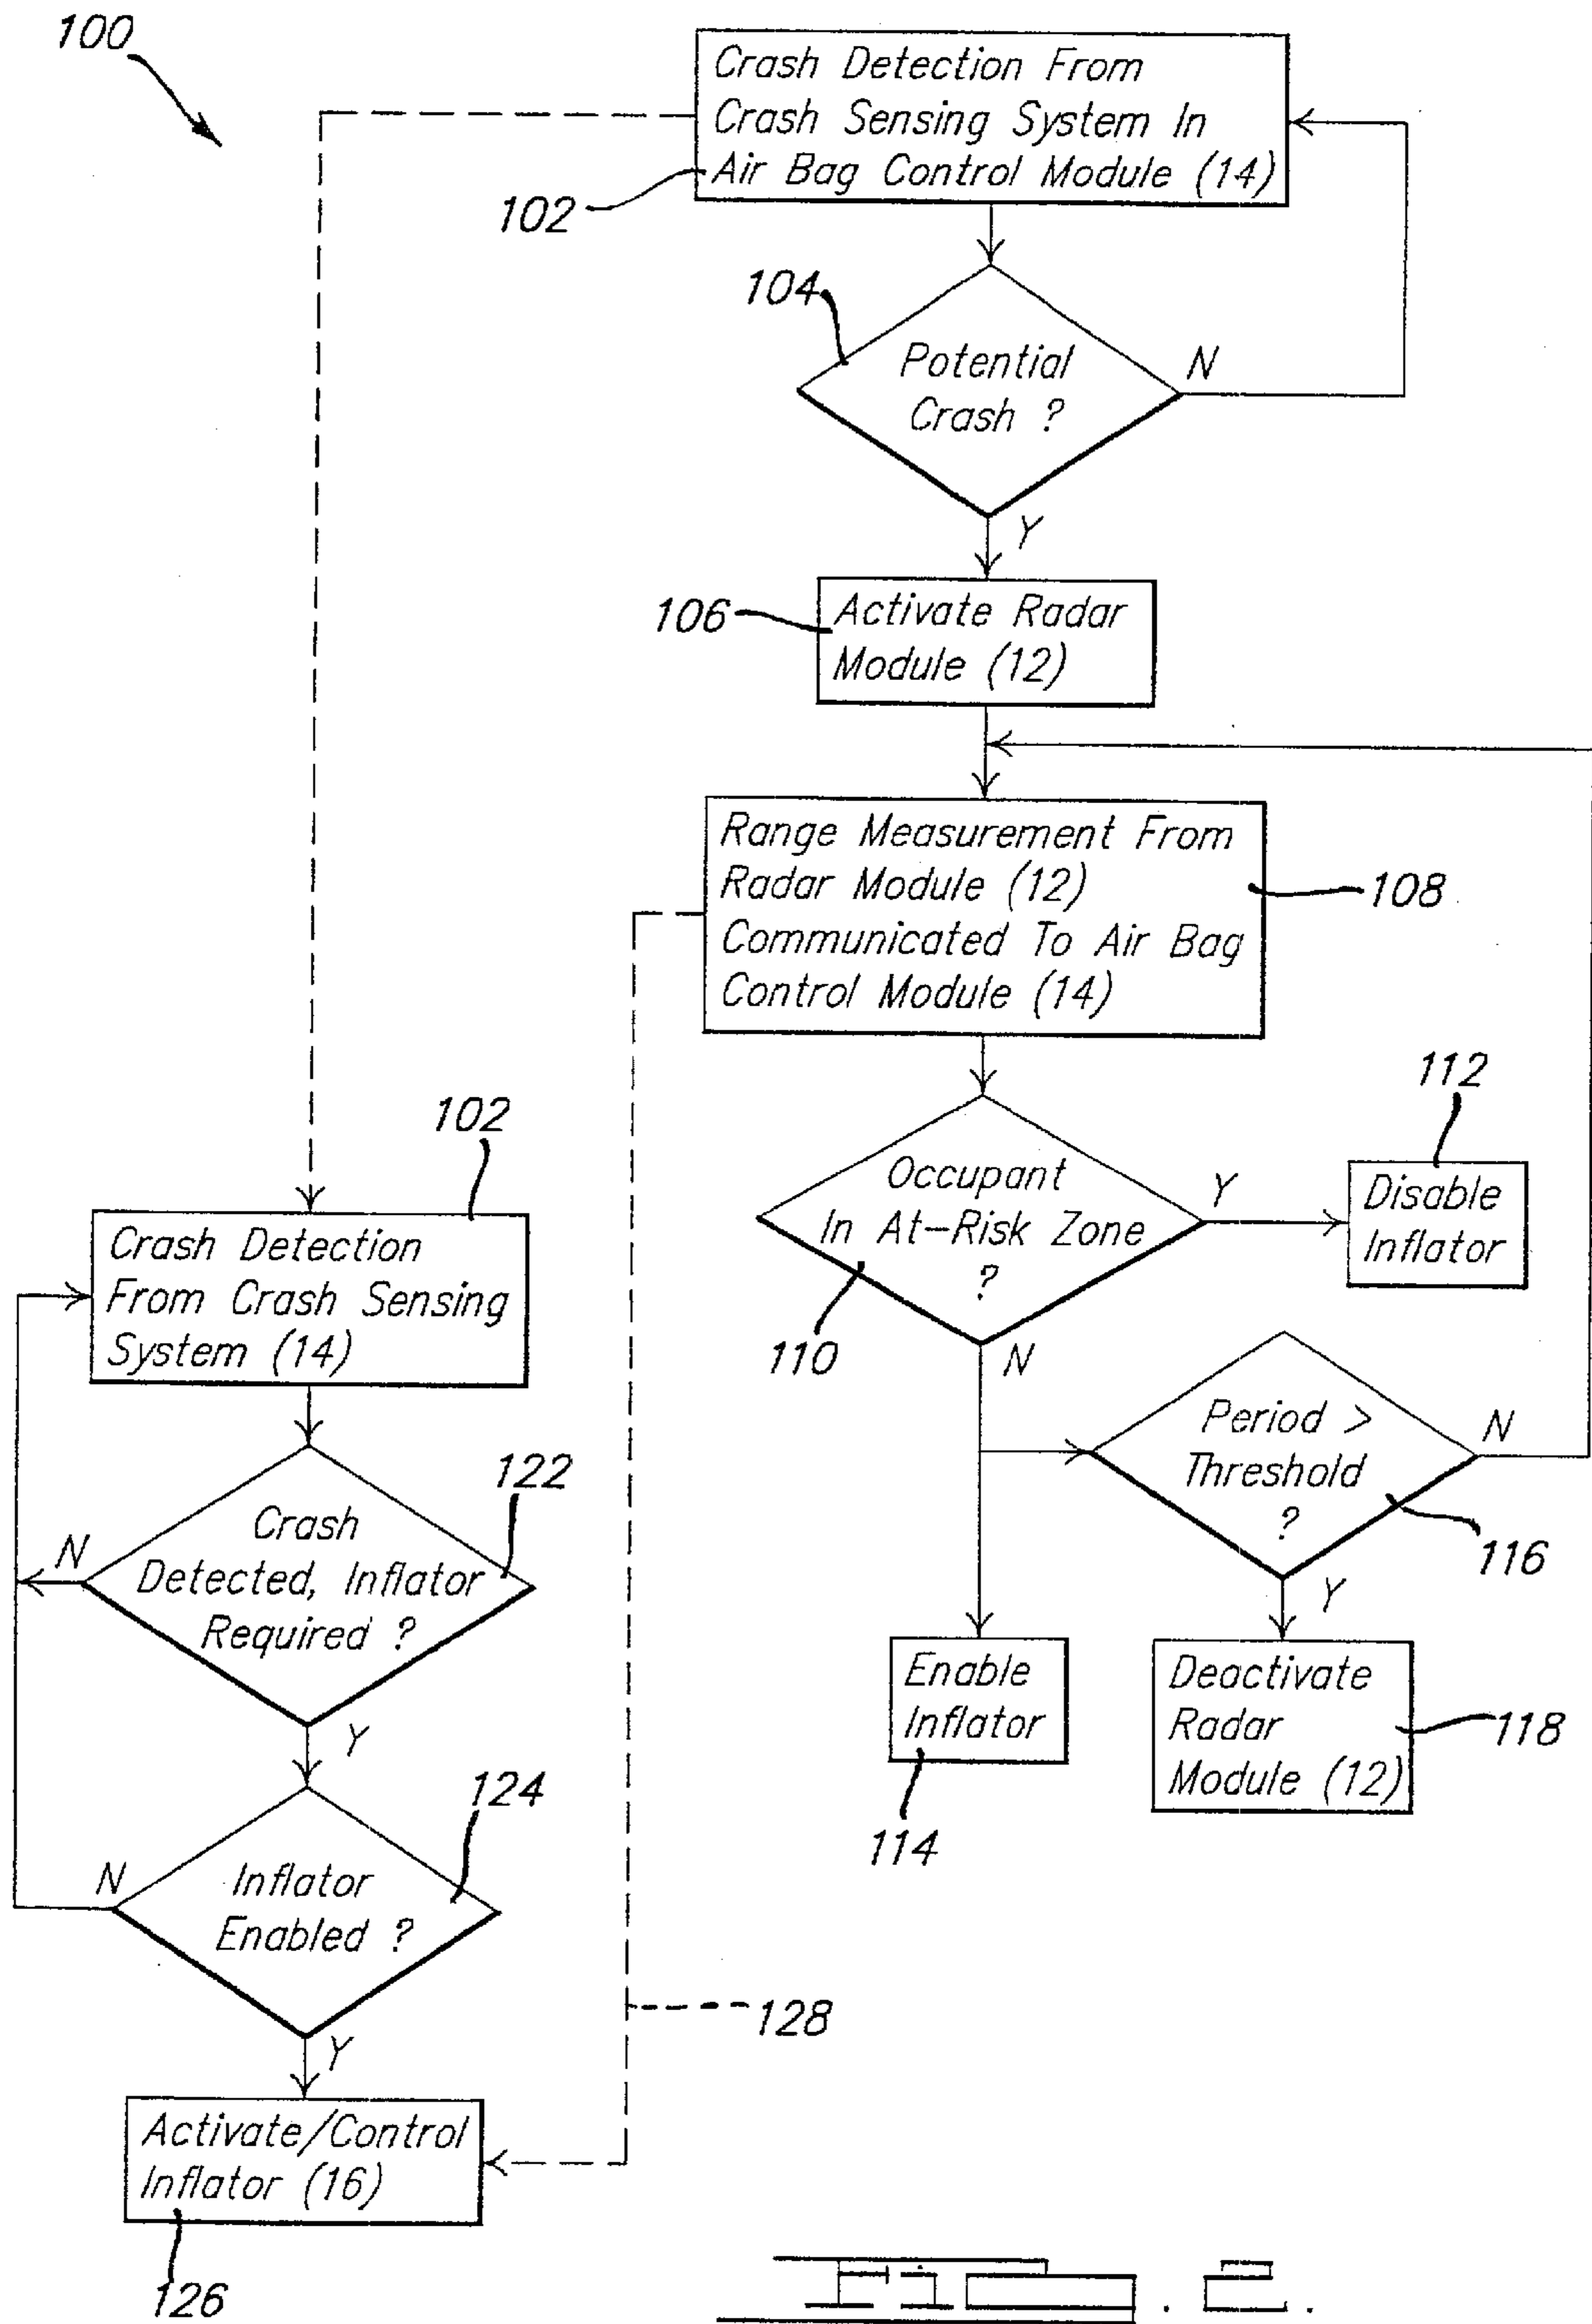 100
Crash Detection From
Crash Sensing System In
Air Bag Control Module (14)
102
104
Potential
Crash ?
N
Y
106
Activate Radar
Module (12)
Range Measurement From
Radar Module (12)
Communicated To Air Bag
Control Module (14)
108
112
Occupant
In At-Risk Zone
?
Y
Disable
Inflator
110
N
102
Crash Detection
From Crash Sensing
System (14)
Period >
Threshold
?
N
116
Y
122
Crash
Detected, Inflator
Required ?
N
Y
Enable
Inflator
114
Deactivate
Radar
Module (12)
118
124
Inflator
Enabled ?
N
Y
128
Activate/Control
Inflator (16)
126